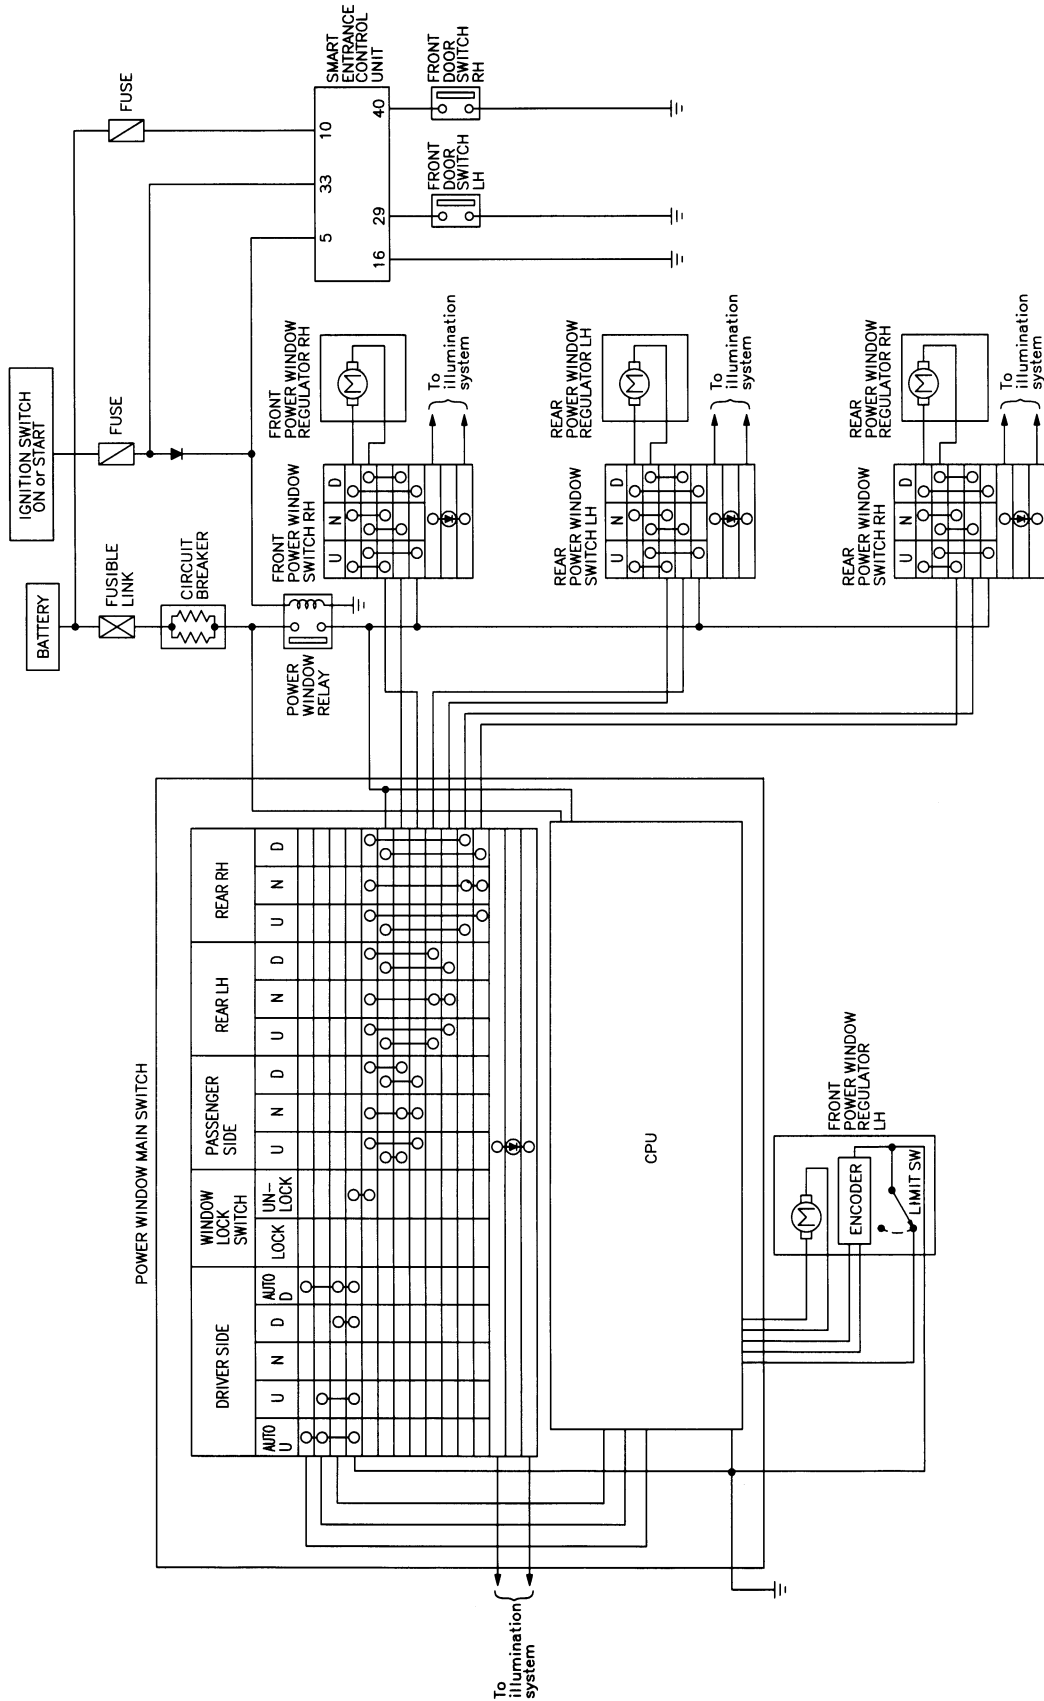 BATTERY
IGNITION SWITCH
ON or START
FUSIBLE
LINK
FUSE
FUSE
CIRCUIT
BREAKER
POWER
WINDOW
RELAY
SMART
ENTRANCE
CONTROL
UNIT
5
33
10
16
29
40
FRONT
DOOR
SWITCH
LH
FRONT
DOOR
SWITCH
RH
FRONT
POWER WINDOW
SWITCH RH
U
N
D
FRONT
POWER WINDOW
REGULATOR RH
M
To
illumination
system
REAR
POWER WINDOW
SWITCH LH
U
N
D
REAR
POWER WINDOW
REGULATOR LH
M
To
illumination
system
REAR
POWER WINDOW
SWITCH RH
U
N
D
REAR
POWER WINDOW
REGULATOR RH
M
To
illumination
system
POWER WINDOW MAIN SWITCH
DRIVER SIDE
WINDOW
LOCK
SWITCH
PASSENGER
SIDE
REAR LH
REAR RH
AUTO
U
U
N
D
AUTO
D
LOCK
UN-
LOCK
U
N
D
U
N
D
U
N
D
CPU
To
illumination
system
FRONT
POWER WINDOW
REGULATOR
LH
M
ENCODER
LIMIT SW